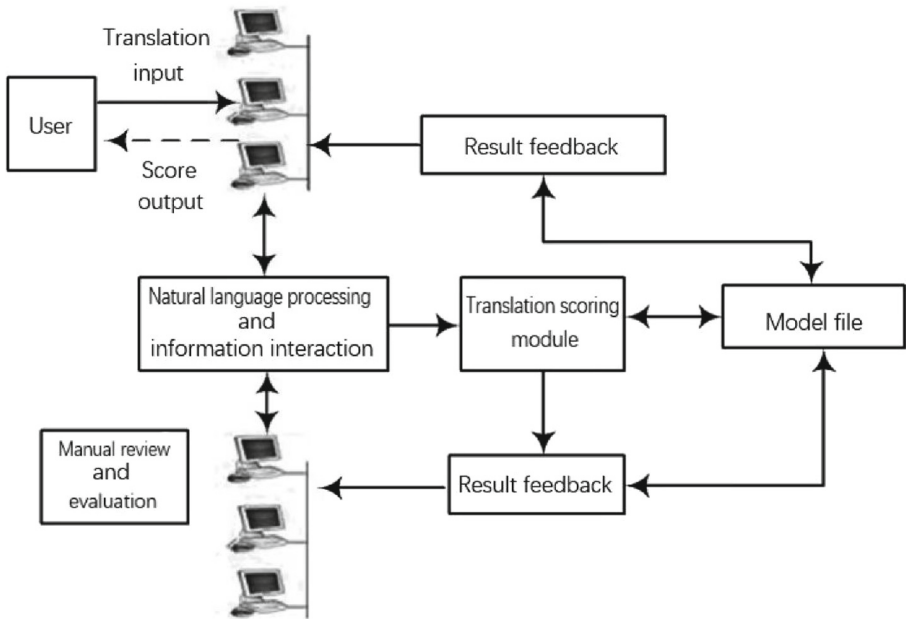 Translation
input
User
Score
output
Result feedback
Natural language processing
and
information interaction
Translation scoring
module
Model file
Manual review
and
evaluation
Result feedback